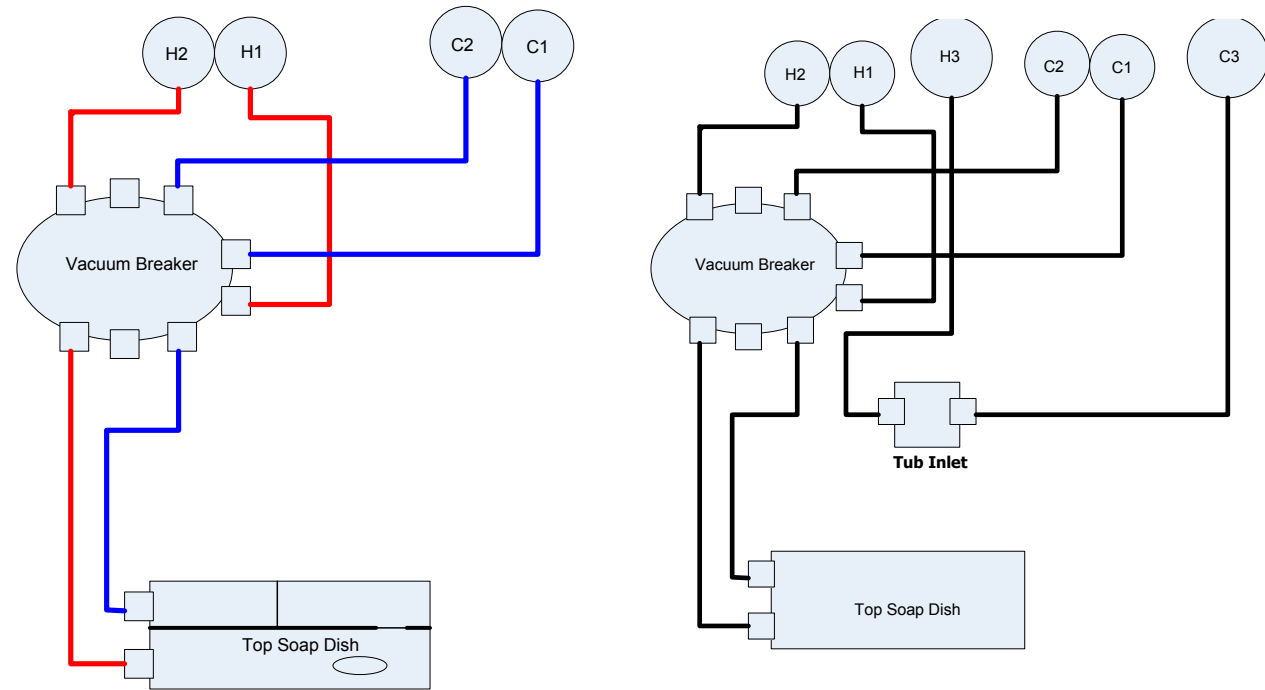 H2
H1
C2
C1
Vacuum Breaker
Top Soap Dish
H2
H1
H3
C2
C1
C3
Vacuum Breaker
Tub Inlet
Top Soap Dish